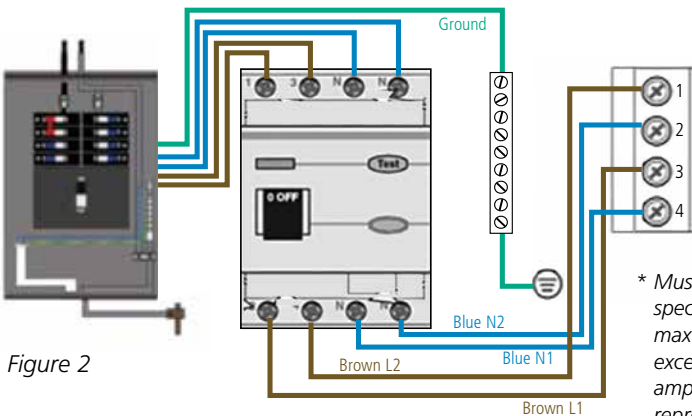 Ground
1 3 N N
Test
0 OFF
N N
Blue N2
Blue N1
Brown L2
Brown L1
1
2
3
4
Figure 2
* Mus
spec
max
exce
amp
repr